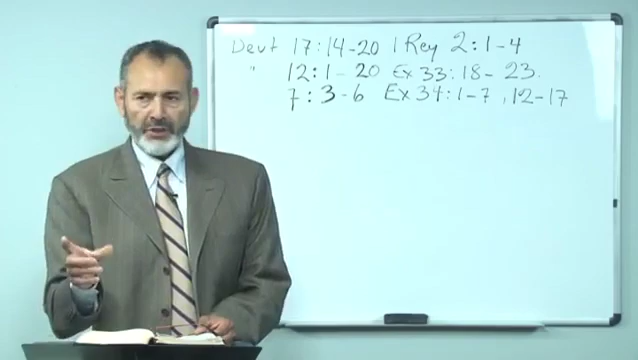 Deut 17:14-20 1 Rey 2:1-4
" 12:1-20 Ex 33:18-23.
7:3-6 Ex 34:1-7, 12-17